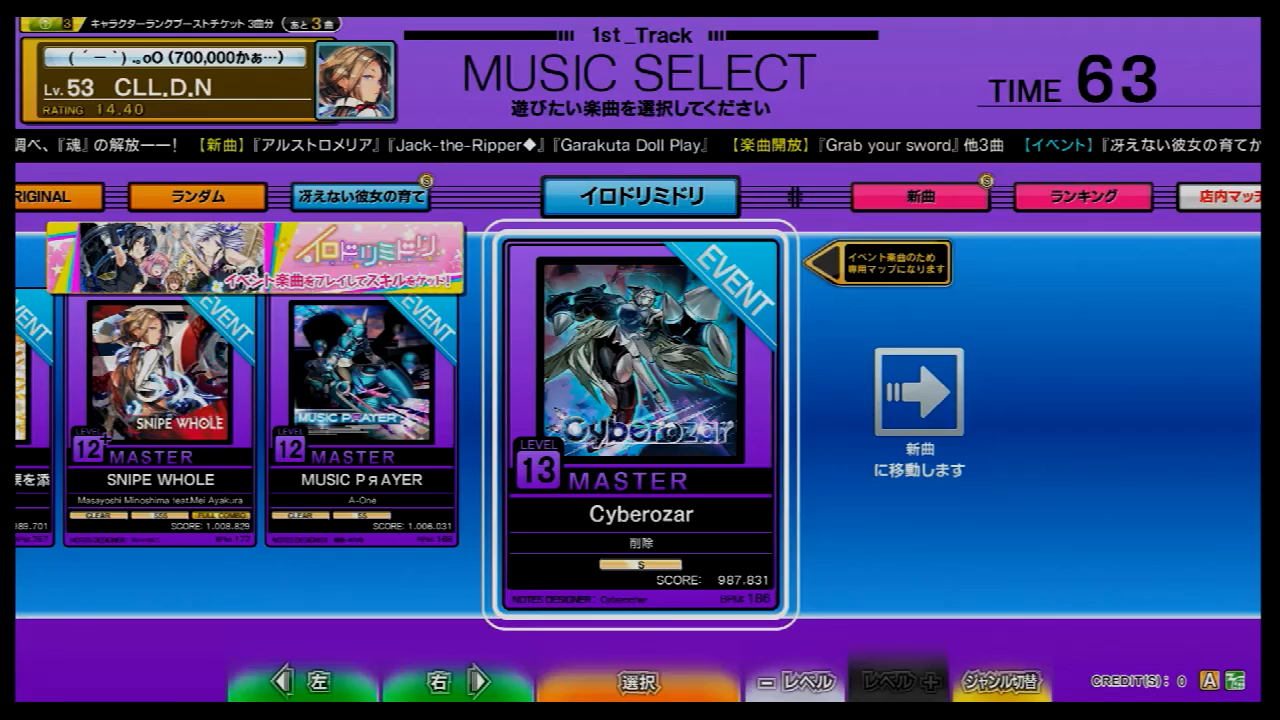 3 キャラクターランクブーストチケット 3曲分 あと3曲
( ´ － ` ) .。oO (700,000かぁ…)
Lv.53 CLL.D.N
RATING 14.40
1st_Track
MUSIC SELECT
遊びたい楽曲を選択してください
TIME 63
調べ、『魂』の解放ーー！ 【新曲】『アルストロメリア』『Jack-the-Ripper◆』『Garakuta Doll Play』 【楽曲開放】『Grab your sword』他3曲 【イベント】『冴えない彼女の育てか
RIGINAL
ランダム
冴えない彼女の育て
イロドリミドリ
新曲
ランキング
店内マッチ
イロドリミドリ
イベント楽曲をプレイしてスキルをゲット!
EVENT
EVENT
EVENT
EVENT
イベント楽曲のため
専用マップになります
SNIPE WHOLE
LEVEL 12+ MASTER
SNIPE WHOLE
Masayoshi Minoshima feat.Mei Ayakura
CLEAR SSS FULL COMBO
SCORE: 1.008.829
BPM: 177
MUSIC PЯAYER
LEVEL 12 MASTER
MUSIC PЯAYER
A-One
CLEAR SS
SCORE: 1.006.031
Cyberozar
LEVEL 13 MASTER
Cyberozar
削除
S
SCORE: 987.831
NOTES DESIGNER: Cyberozar
BPM: 186
新曲
に移動します
左
右
選択
－ レベル
レベル ＋
ジャンル切替
CREDIT(S): 0 A